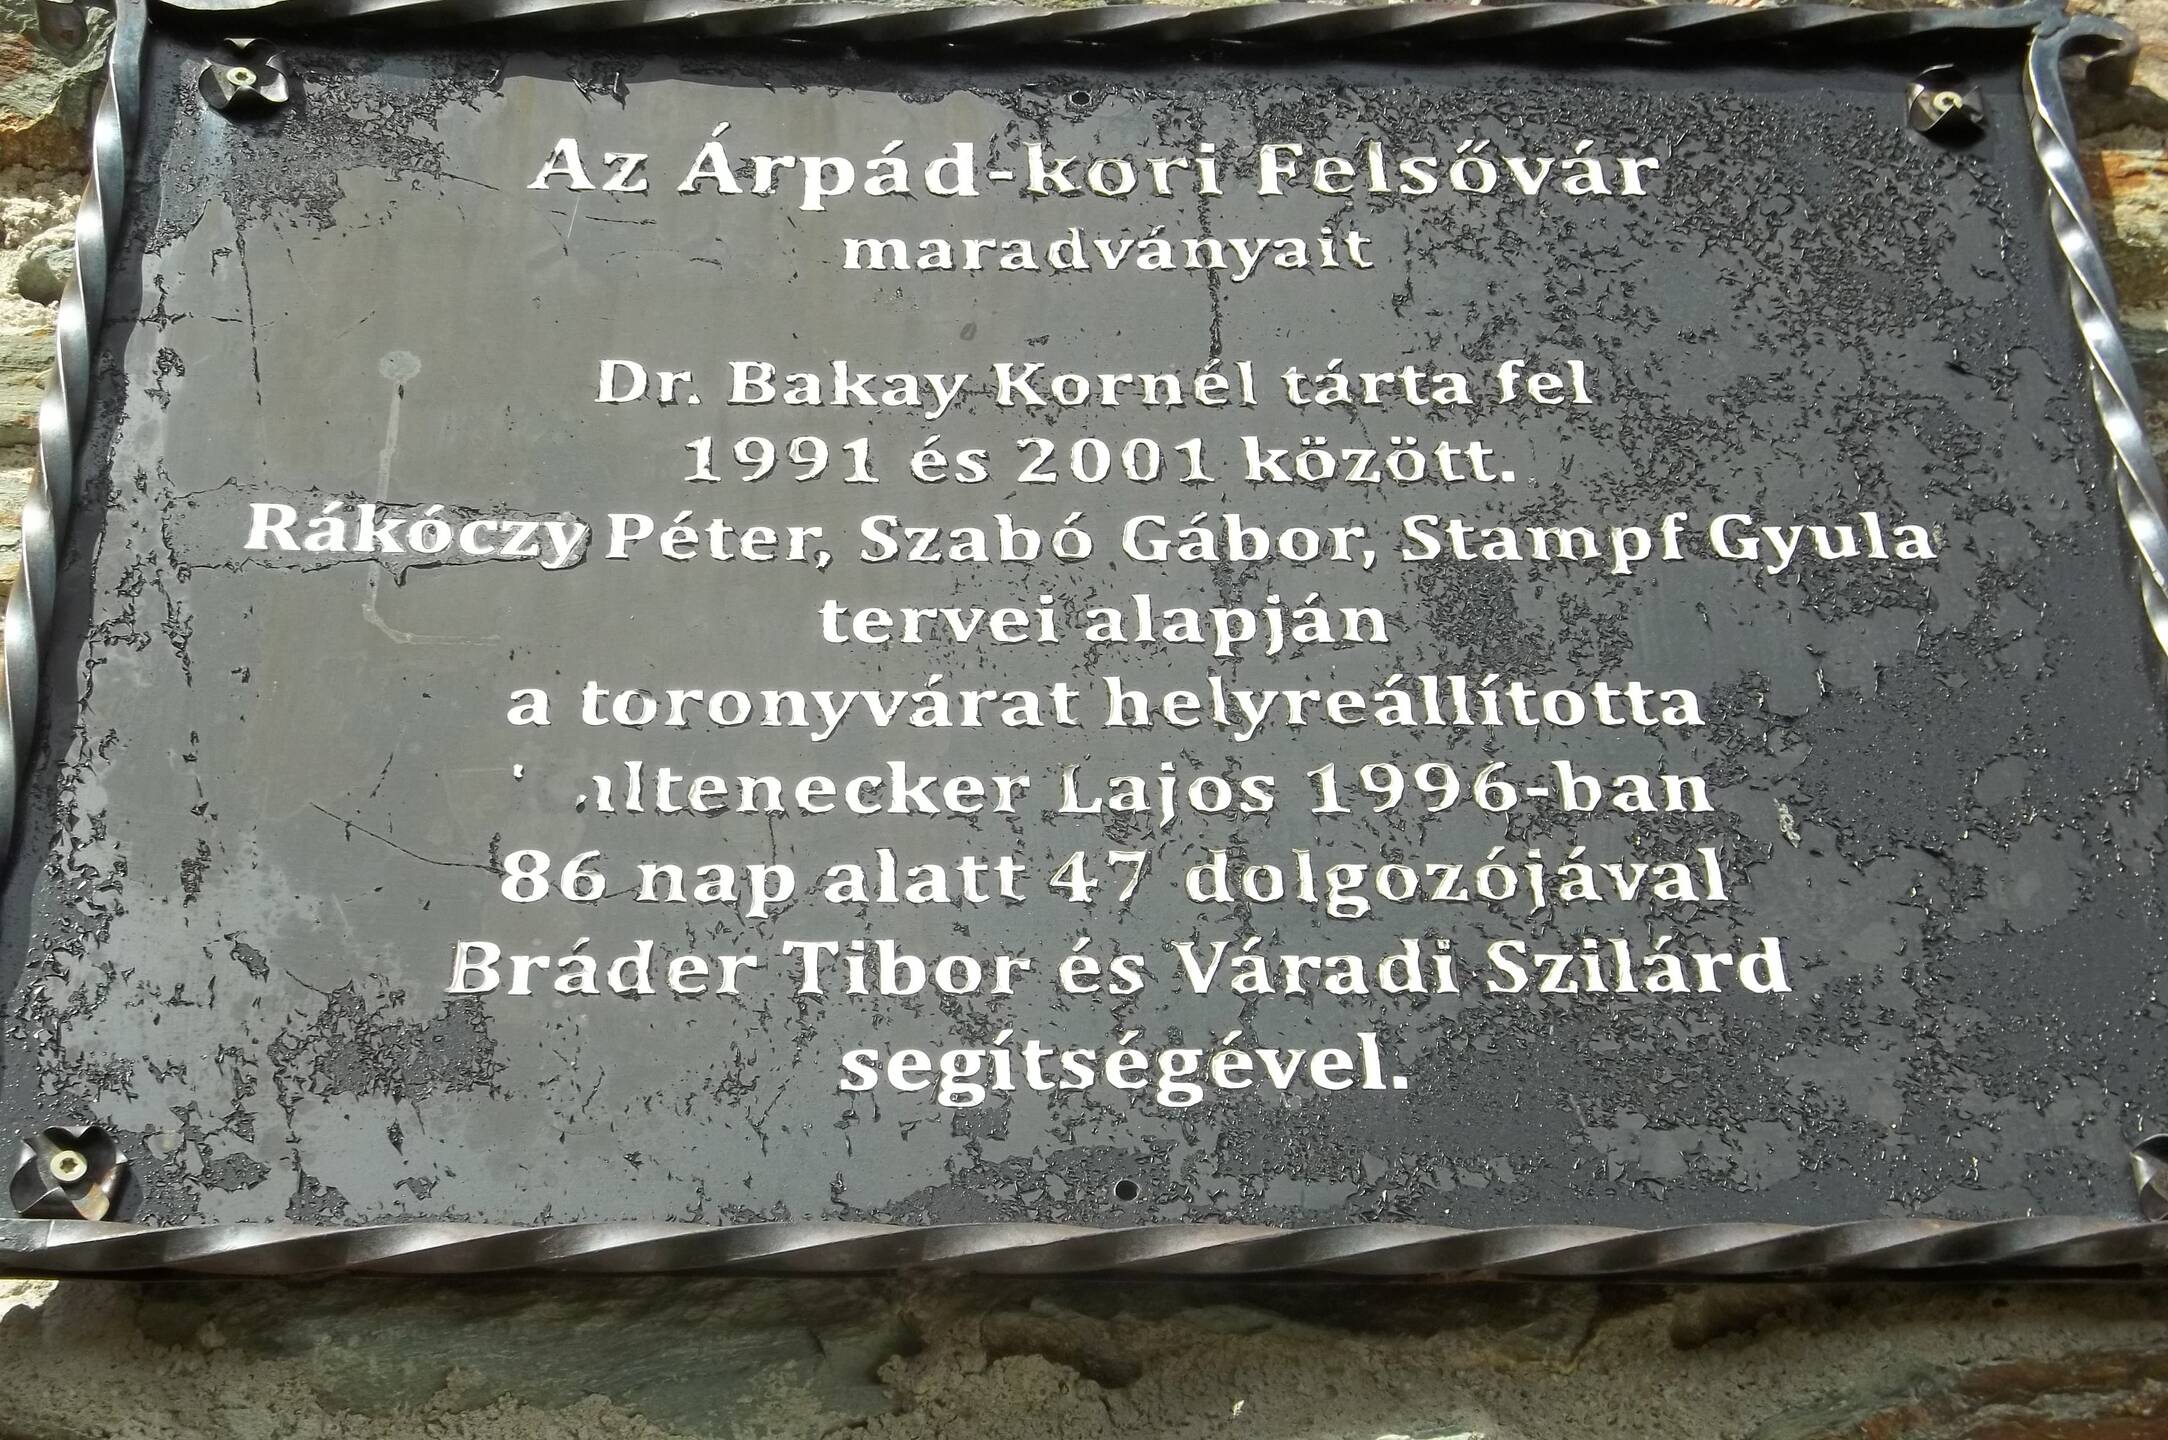 Az Árpád-kori Felsővár
maradványait
Dr. Bakay Kornél tárta fel
1991 és 2001 között.
Rákóczy Péter, Szabó Gábor, Stampf Gyula
tervei alapján
a toronyvárat helyreállította
Lajos 1996-ban
86 nap alatt 47 dolgozójával
Bráder Tibor és Váradi Szilárd
segítségével.